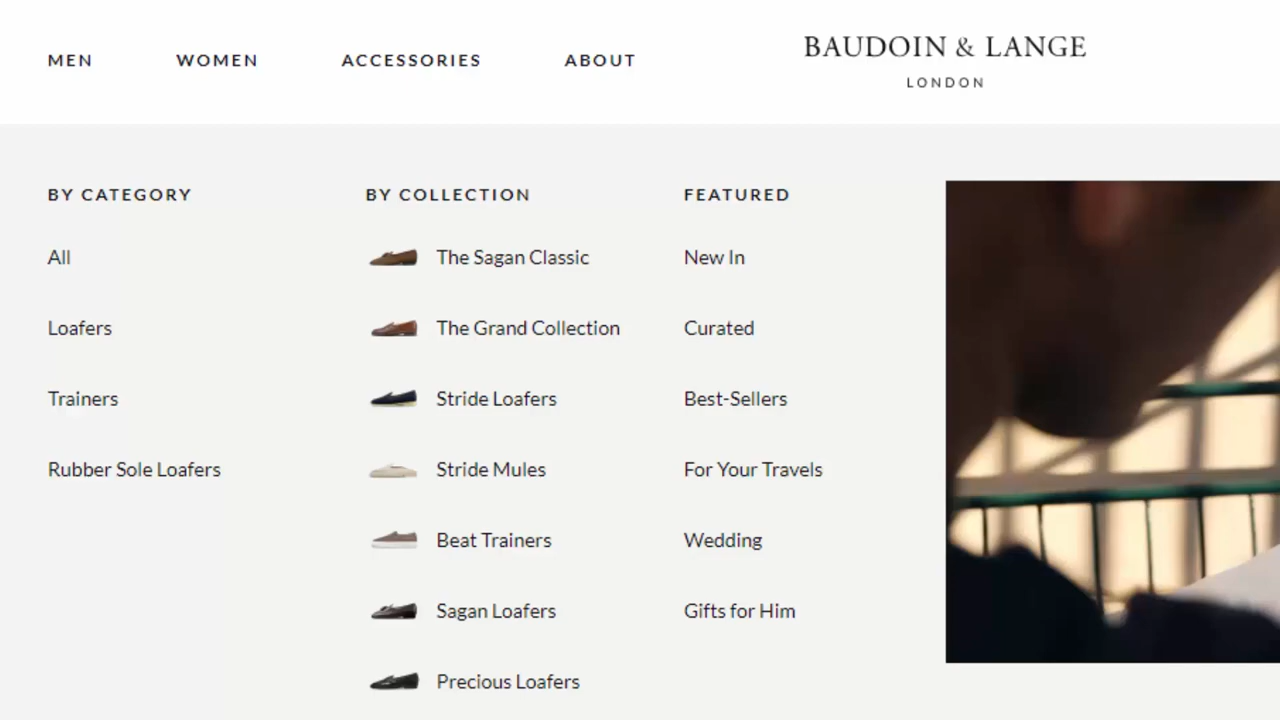 MEN
WOMEN
ACCESSORIES
ABOUT
BAUDOIN & LANGE
LONDON
BY CATEGORY
All
Loafers
Trainers
Rubber Sole Loafers
BY COLLECTION
The Sagan Classic
The Grand Collection
Stride Loafers
Stride Mules
Beat Trainers
Sagan Loafers
Precious Loafers
FEATURED
New In
Curated
Best-Sellers
For Your Travels
Wedding
Gifts for Him